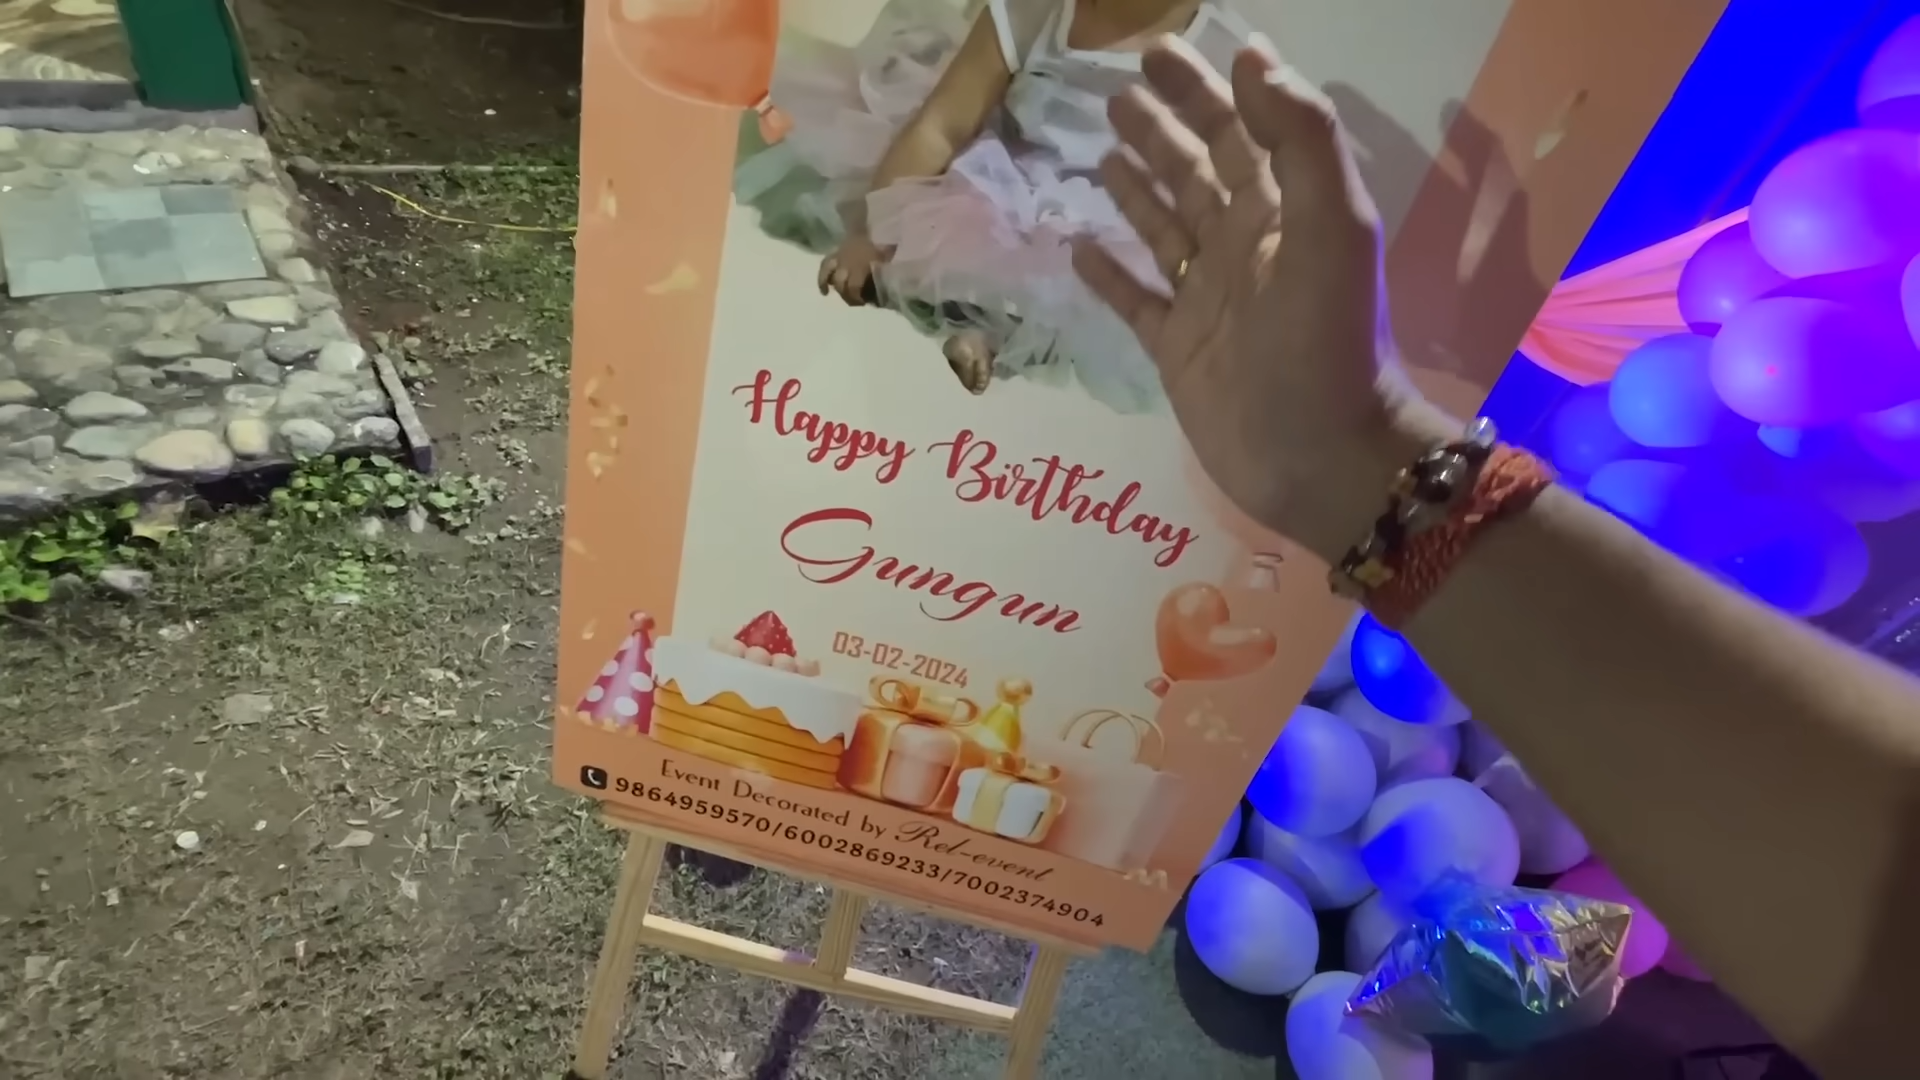 Happy Birthday
Gungun
03-02-2024
Event Decorated by Rel-event
9864959570/6002869233/7002374904